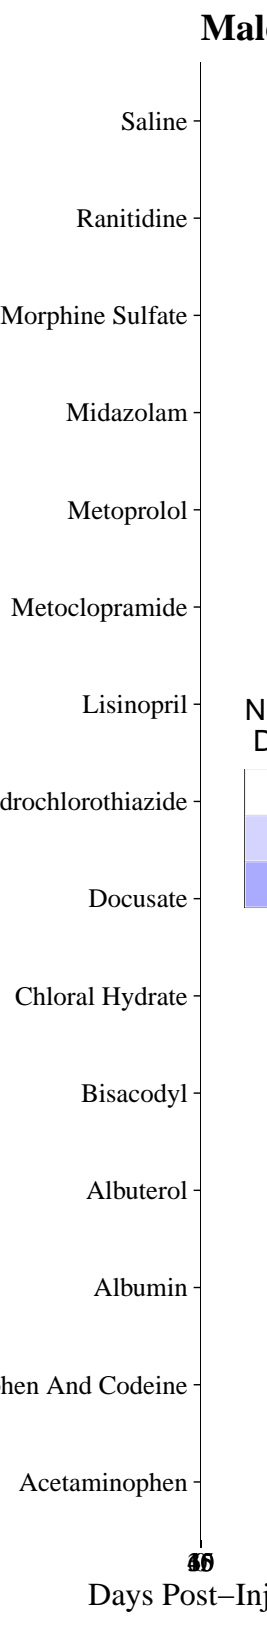 Mal
Saline
Ranitidine
Morphine Sulfate
Midazolam
Metoprolol
Metoclopramide
Lisinopril
N
D
drochlorothiazide
Docusate
Chloral Hydrate
Bisacodyl
Albuterol
Albumin
hen And Codeine
Acetaminophen
Days Post−Inj